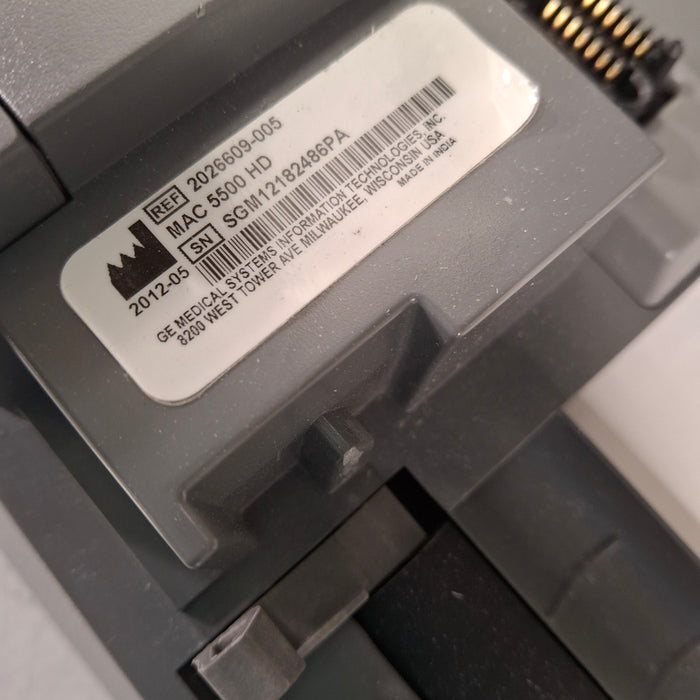 REF 2026609-005
MAC 5500 HD
2012-05 SN SGM12182486PA
GE MEDICAL SYSTEMS INFORMATION TECHNOLOGIES, INC.
8200 WEST TOWER AVE MILWAUKEE, WISCONSIN USA
MADE IN INDIA